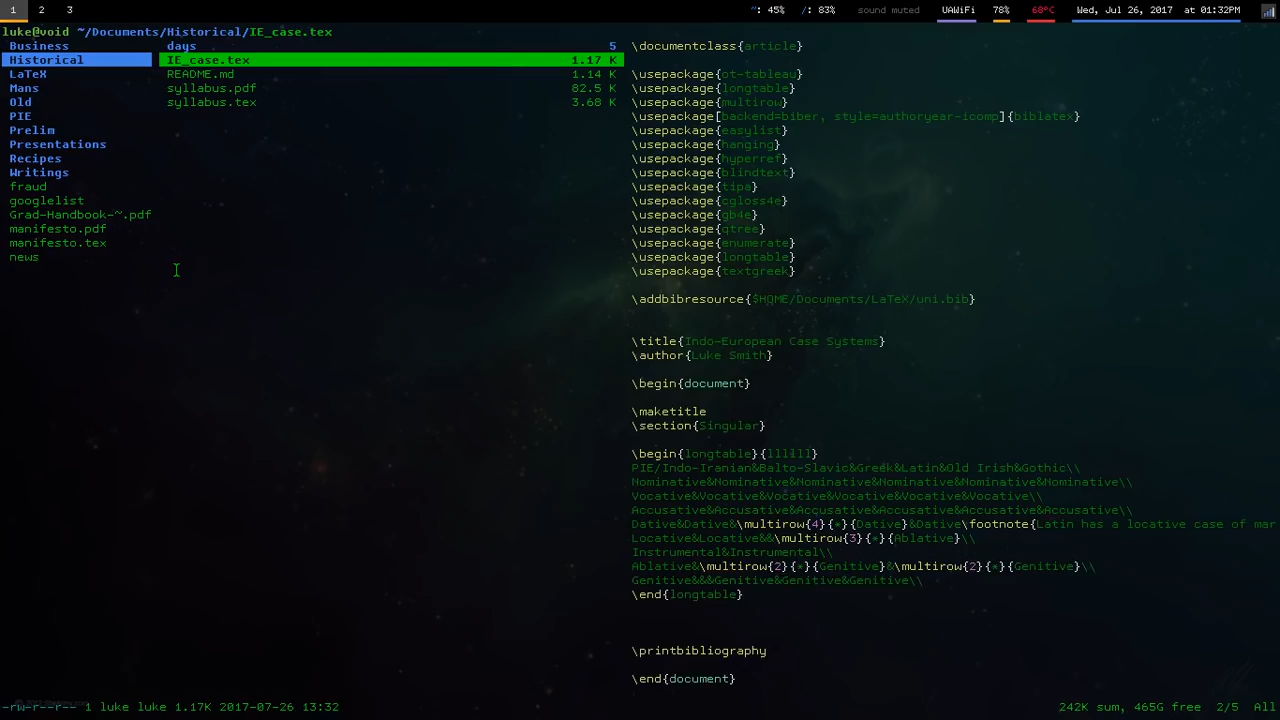 1 2 3 ~: 45% /: 83% sound muted UAWiFi 78% 68°C Wed, Jul 26, 2017 at 01:32PM
luke@void ~/Documents/Historical/IE_case.tex
Business
Historical
LaTeX
Mans
Old
PIE
Prelim
Presentations
Recipes
Writings
fraud
googlelist
Grad-Handbook-~.pdf
manifesto.pdf
manifesto.tex
news
days 5
IE_case.tex 1.17 K
README.md 1.14 K
syllabus.pdf 82.5 K
syllabus.tex 3.68 K
\documentclass{article}
\usepackage{ot-tableau}
\usepackage{longtable}
\usepackage{multirow}
\usepackage[backend=biber, style=authoryear-icomp]{biblatex}
\usepackage{easylist}
\usepackage{hanging}
\usepackage{hyperref}
\usepackage{blindtext}
\usepackage{tipa}
\usepackage{cgloss4e}
\usepackage{gb4e}
\usepackage{qtree}
\usepackage{enumerate}
\usepackage{longtable}
\usepackage{textgreek}
\addbibresource{$HOME/Documents/LaTeX/uni.bib}
\title{Indo-European Case Systems}
\author{Luke Smith}
\begin{document}
\maketitle
\section{Singular}
\begin{longtable}{llllll}
PIE/Indo-Iranian&Balto-Slavic&Greek&Latin&Old Irish&Gothic\\
Nominative&Nominative&Nominative&Nominative&Nominative&Nominative\\
Vocative&Vocative&Vocative&Vocative&Vocative&Vocative\\
Accusative&Accusative&Accusative&Accusative&Accusative&Accusative\\
Dative&Dative&\multirow{4}{*}{Dative}&Dative\footnote{Latin has a locative case of mar
Locative&Locative&&\multirow{3}{*}{Ablative}\\
Instrumental&Instrumental\\
Ablative&\multirow{2}{*}{Genitive}&\multirow{2}{*}{Genitive}\\
Genitive&&&Genitive&Genitive&Genitive\\
\end{longtable}
\printbibliography
\end{document}
-rw-r--r-- 1 luke luke 1.17K 2017-07-26 13:32 242K sum, 465G free 2/5 All